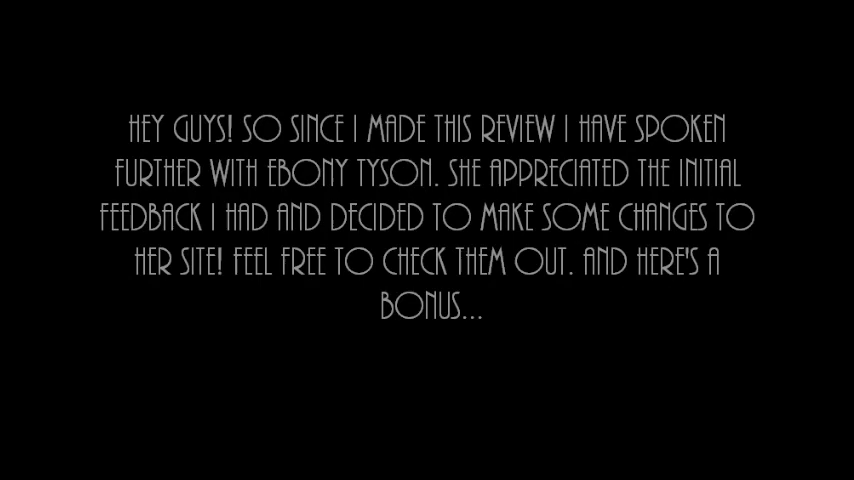 HEY GUYS! SO SINCE I MADE THIS REVIEW I HAVE SPOKEN
FURTHER WITH EBONY TYSON. SHE APPRECIATED THE INITIAL
FEEDBACK I HAD AND DECIDED TO MAKE SOME CHANGES TO
HER SITE! FEEL FREE TO CHECK THEM OUT. AND HERE'S A
BONUS...